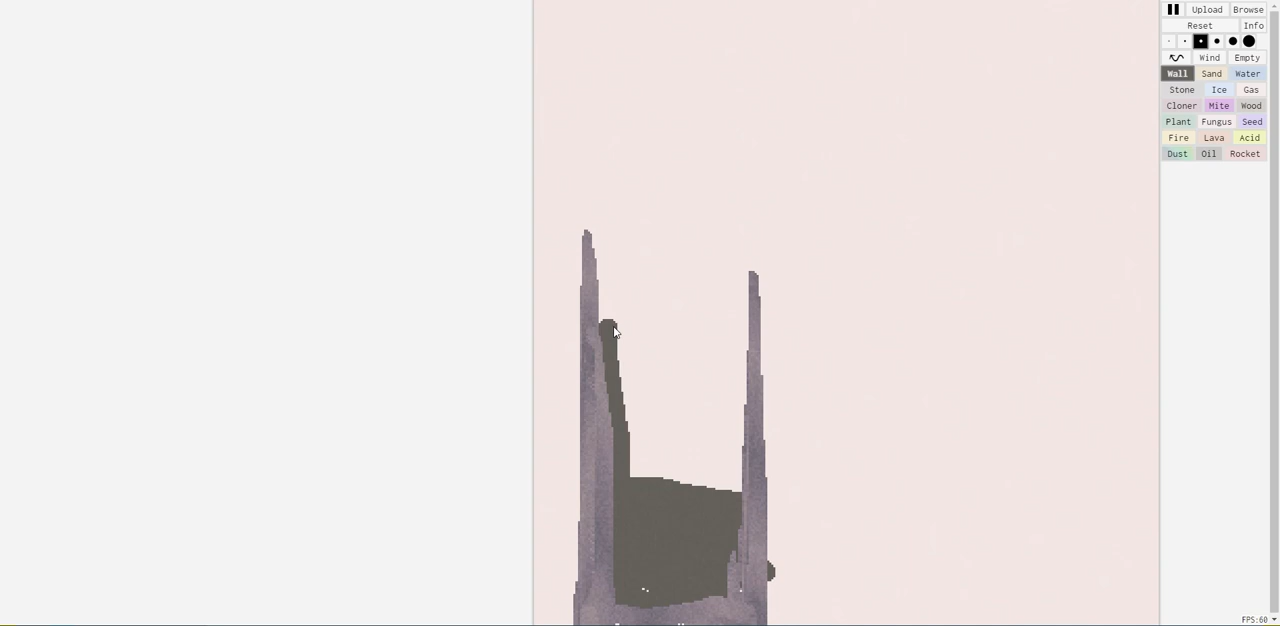 Upload Browse
Reset Info
Wind Empty
Wall Sand Water
Stone Ice Gas
Cloner Mite Wood
Plant Fungus Seed
Fire Lava Acid
Dust Oil Rocket
FPS:60